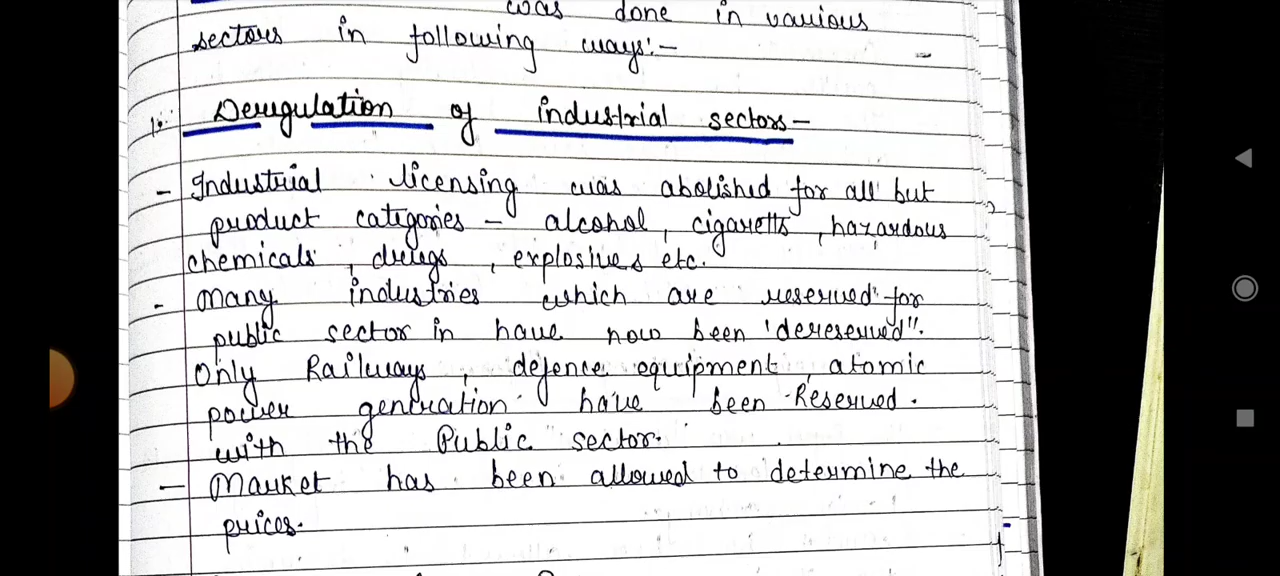 was done in various
sectors in following ways:-
1. Deregulation of industrial sectors-
- Industrial licensing was abolished for all but
product categories - alcohol, cigaretts, hazardous
chemicals, drugs, explosives etc.
- Many industries which are reserved for
public sector in have now been 'dereserved".
Only Railways, defence equipment, atomic
power generation have been Reserved.
with the Public sector.
- Market has been allowed to determine the
prices.